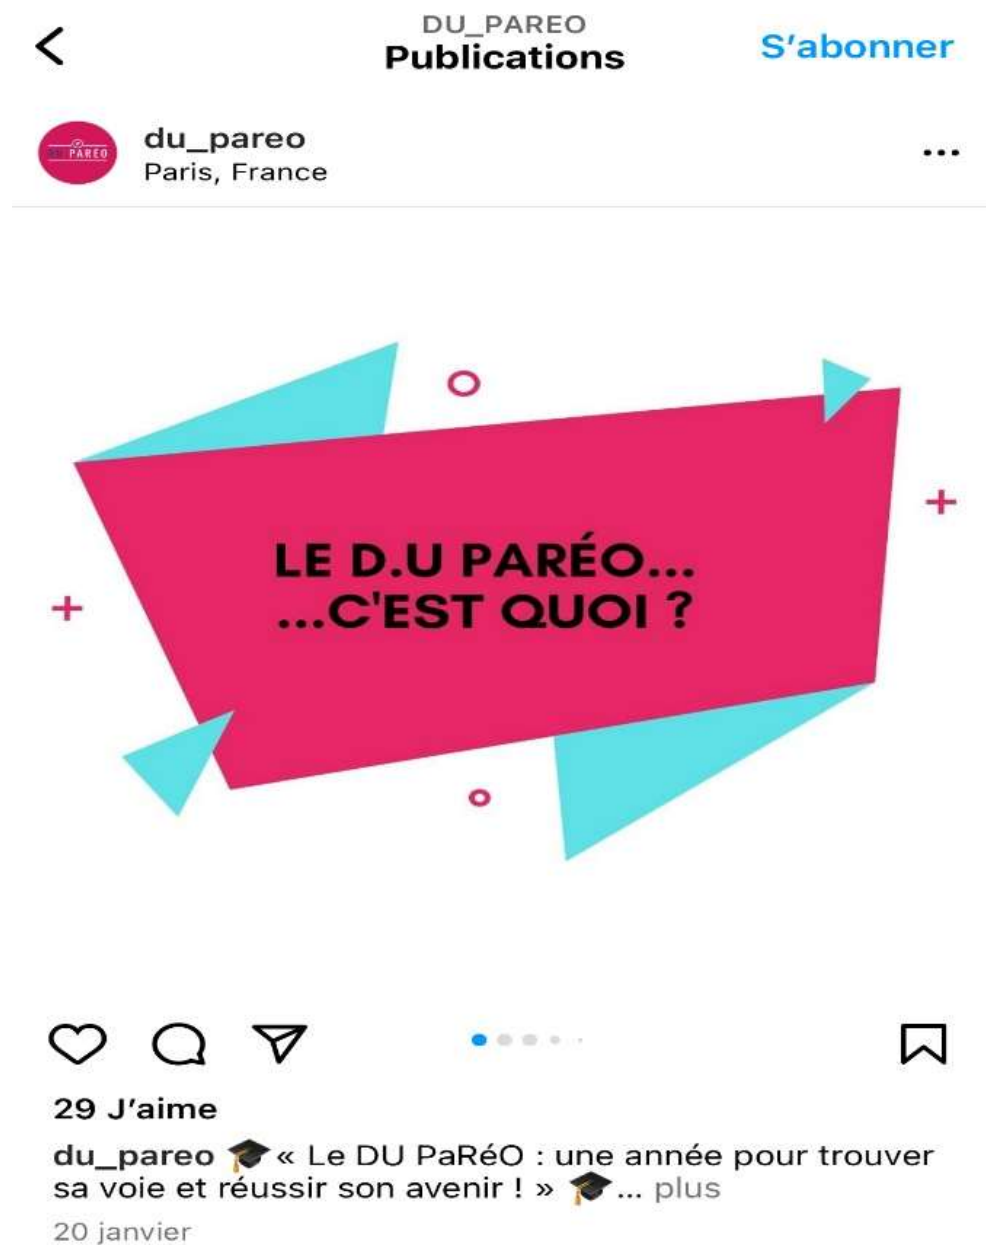 DU_PAREO
Publications
S'abonner
du_pareo
PAREO
Paris, France
LE D.U PARÉO...
...C'EST QUOI ?
29 J'aime
du_pareo 🎓« Le DU PaRéO : une année pour trouver
sa voie et réussir son avenir ! » 🎓... plus
20 janvier